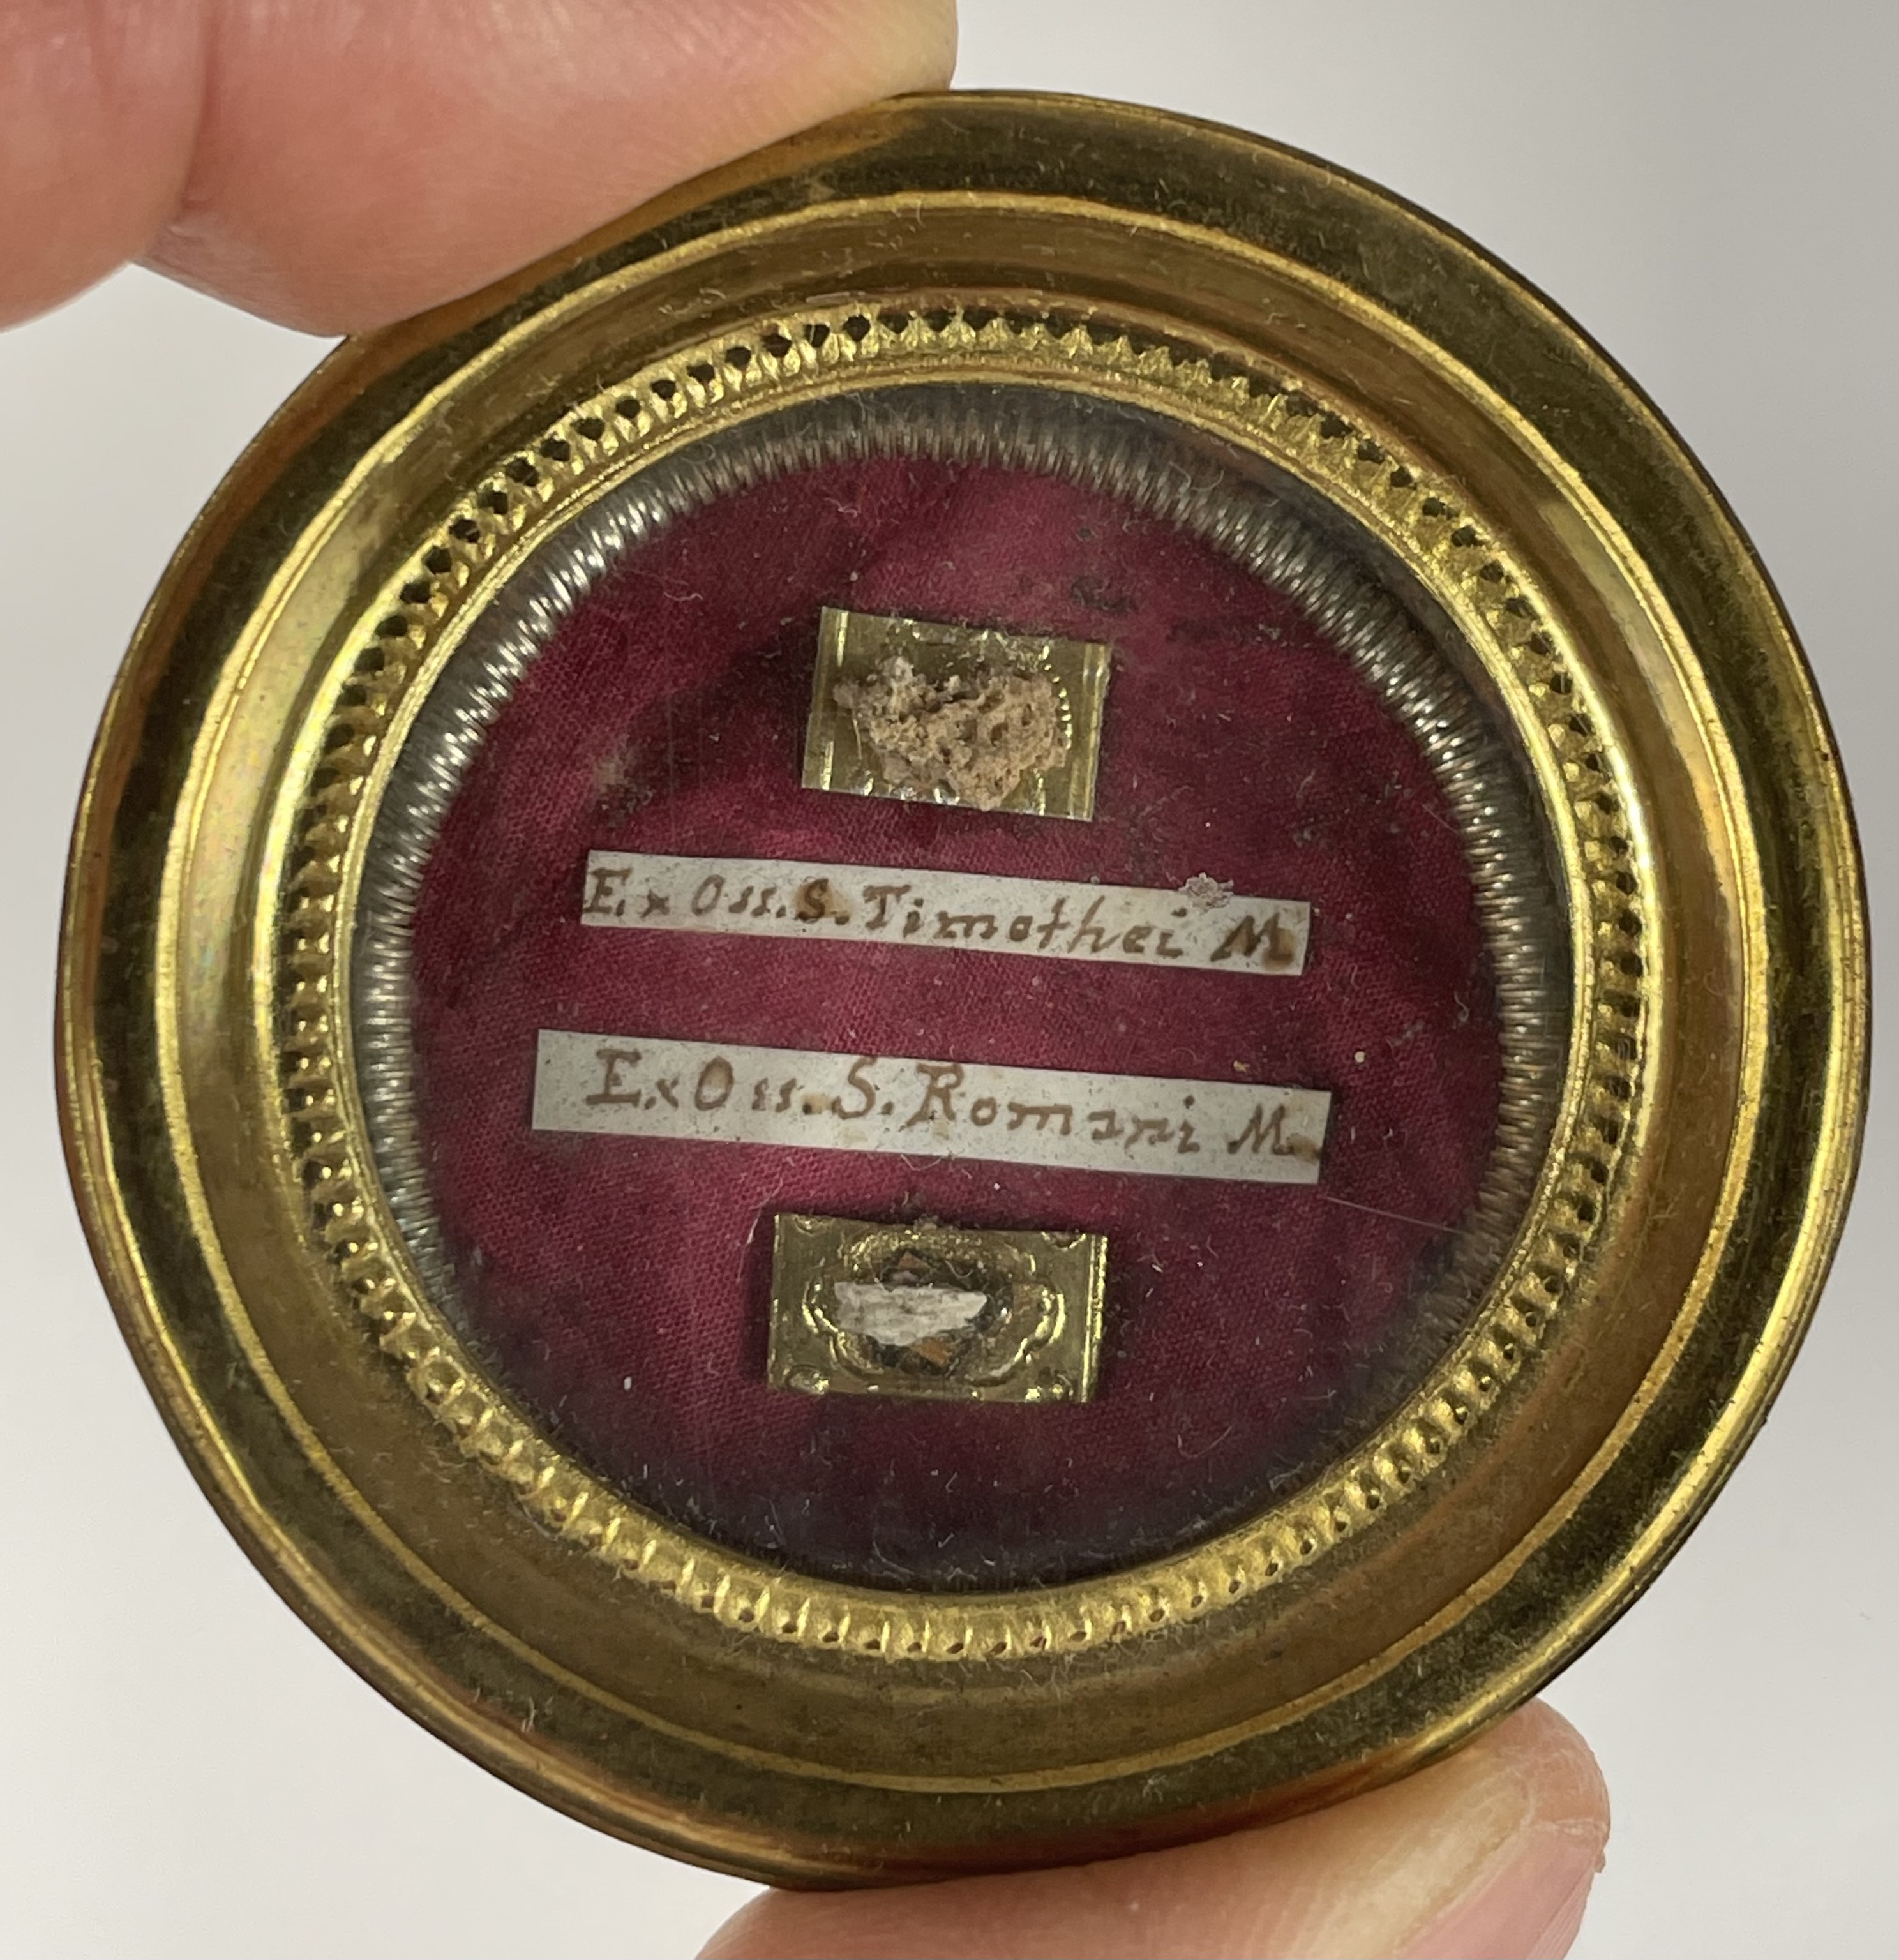 Ex Oss. S. Timothei M
Ex Oss. S. Romani M.